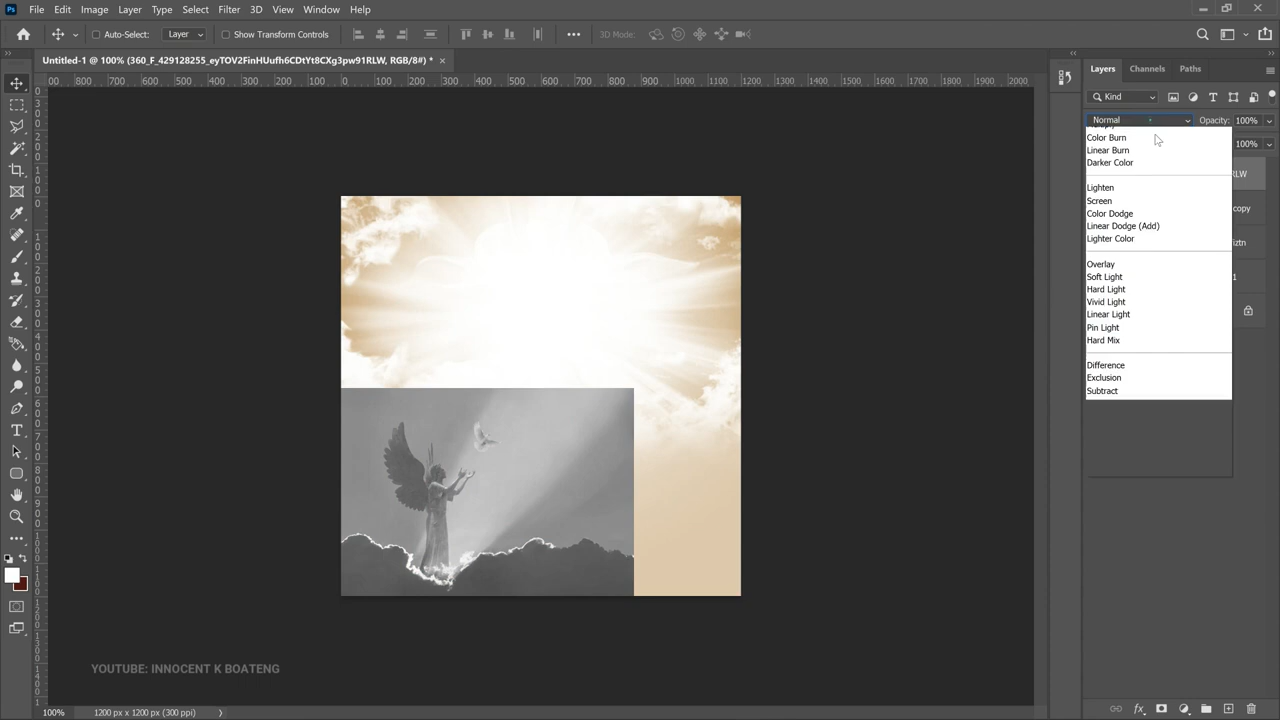 Ps File Edit Image Layer Type Select Filter 3D View Window Help
Auto-Select: Layer Show Transform Controls 3D Mode:
Untitled-1 @ 100% (360_F_429128255_eyTOV2FinHUufh6CDtYt8CXg3pw91RLW, RGB/8#) *
00 800 700 600 500 400 300 200 100 0 100 200 300 400 500 600 700 800 900 1000 1100 1200 1300 1400 1500 1600 1700 1800 1900 2000
Layers Channels Paths
Kind
Normal Opacity: 100%
Color Burn
100%
Linear Burn
Darker Color
RLW
Lighten
Screen
copy
Color Dodge
Linear Dodge (Add)
Lighter Color
iztn
Overlay
Soft Light
1
Hard Light
Vivid Light
Linear Light
Pin Light
Hard Mix
Difference
Exclusion
Subtract
YOUTUBE: INNOCENT K BOATENG
100% 1200 px x 1200 px (300 ppi)